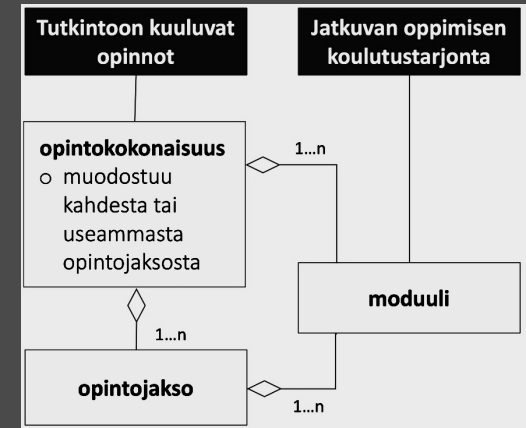 Tutkintoon kuuluvat
opinnot
Jatkuvan oppimisen
koulutustarjonta
opintokokonaisuus
o muodostuu
kahdesta tai
useammasta
opintojaksosta
1...n
moduuli
1...n
opintojakso
1...n